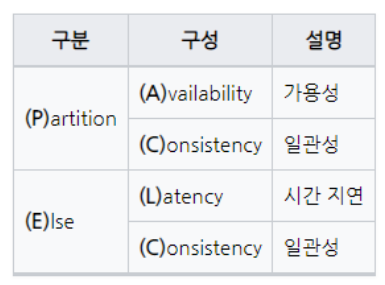 구분 구성 설명
(P)artition (A)vailability 가용성
(C)onsistency 일관성
(E)lse (L)atency 시간 지연
(C)onsistency 일관성